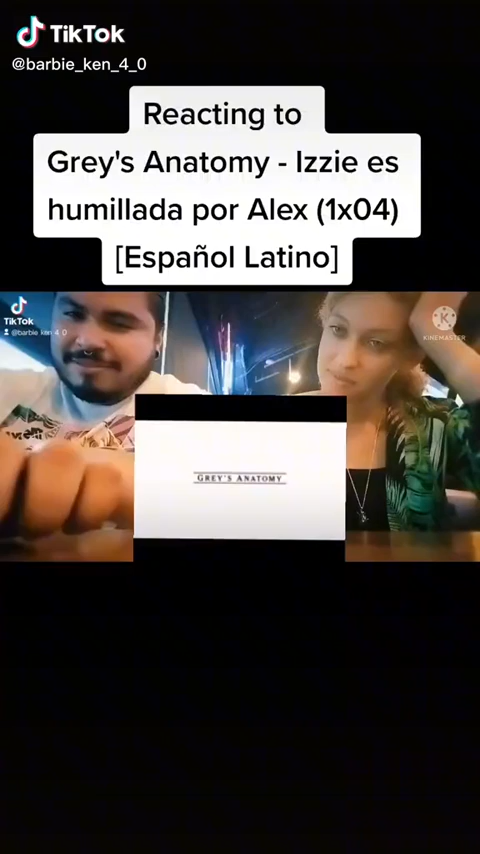 TikTok
@barbie_ken_4_0
Reacting to
Grey's Anatomy - Izzie es
humillada por Alex (1x04)
[Español Latino]
TikTok
@barbie_ken_4_0
KINEMASTER
GREY'S ANATOMY